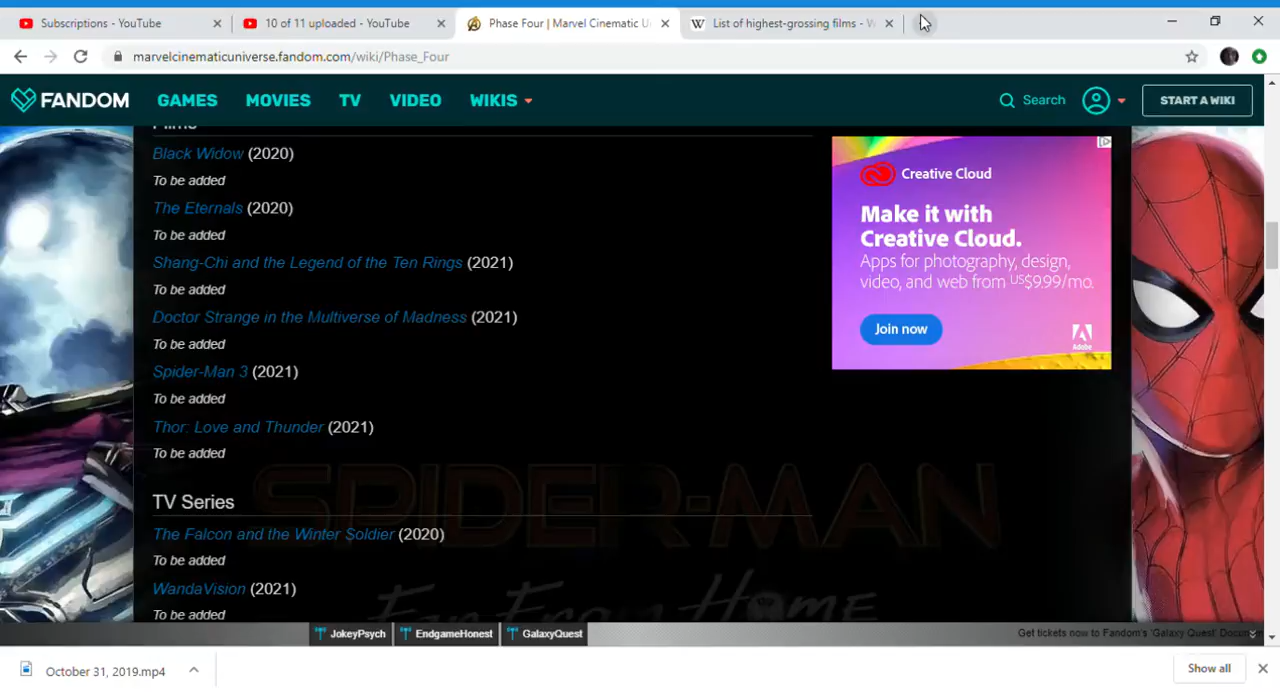 Subscriptions - YouTube
10 of 11 uploaded - YouTube
Phase Four | Marvel Cinematic U
List of highest-grossing films - W
marvelcinematicuniverse.fandom.com/wiki/Phase_Four
FANDOM GAMES MOVIES TV VIDEO WIKIS Search START A WIKI
Films
Black Widow (2020)
To be added
The Eternals (2020)
To be added
Shang-Chi and the Legend of the Ten Rings (2021)
To be added
Doctor Strange in the Multiverse of Madness (2021)
To be added
Spider-Man 3 (2021)
To be added
Thor: Love and Thunder (2021)
To be added
TV Series
The Falcon and the Winter Soldier (2020)
To be added
WandaVision (2021)
To be added
Creative Cloud
Make it with
Creative Cloud.
Apps for photography, design,
video, and web from US$9.99/mo.
Join now
Adobe
SPIDER-MAN
Far From Home
JokeyPsych EndgameHonest GalaxyQuest
Get tickets now to Fandom's 'Galaxy Quest'
October 31, 2019.mp4
Show all